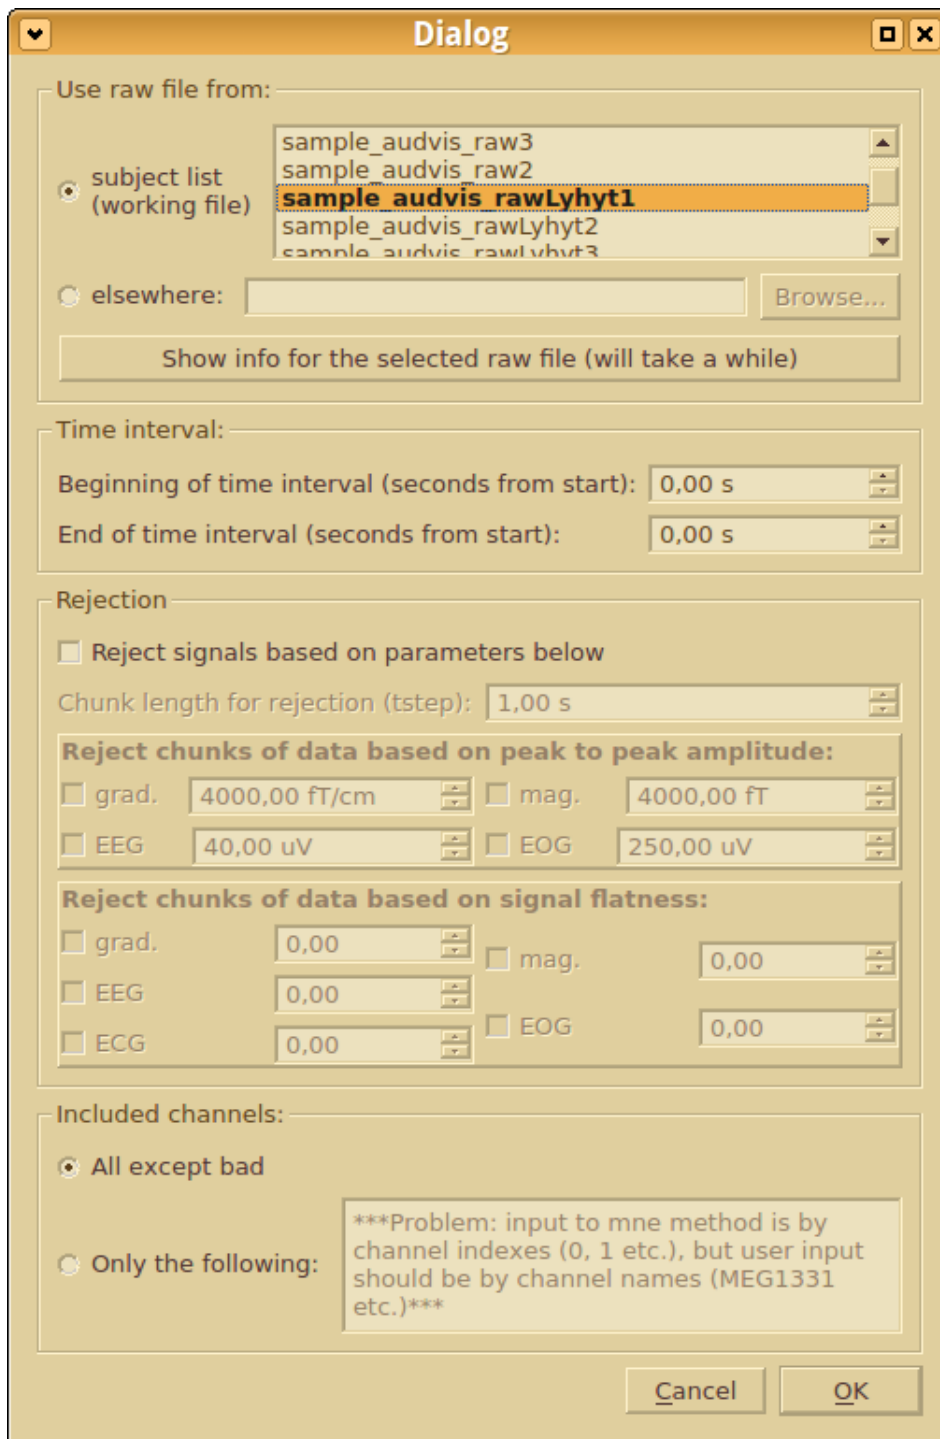 Dialog
Use raw file from:
subject list
(working file)
sample_audvis_raw3
sample_audvis_raw2
sample_audvis_rawLyhyt1
sample_audvis_rawLyhyt2
sample_audvis_rawLyhyt3
elsewhere:
Browse...
Show info for the selected raw file (will take a while)
Time interval:
Beginning of time interval (seconds from start): 0,00 s
End of time interval (seconds from start): 0,00 s
Rejection
Reject signals based on parameters below
Chunk length for rejection (tstep): 1,00 s
Reject chunks of data based on peak to peak amplitude:
grad. 4000,00 fT/cm mag. 4000,00 fT
EEG 40,00 uV EOG 250,00 uV
Reject chunks of data based on signal flatness:
grad. 0,00 mag. 0,00
EEG 0,00
EOG 0,00
ECG 0,00
Included channels:
All except bad
Only the following:
***Problem: input to mne method is by
channel indexes (0, 1 etc.), but user input
should be by channel names (MEG1331
etc.)***
Cancel OK